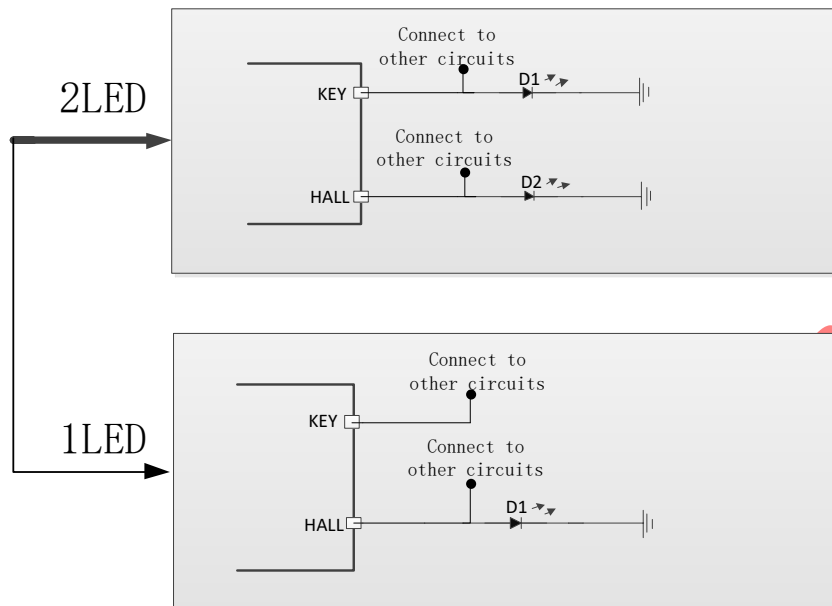 2LED
Connect to
other circuits
KEY
D1
Connect to
other circuits
HALL
D2
1LED
Connect to
other circuits
KEY
Connect to
other circuits
HALL
D1